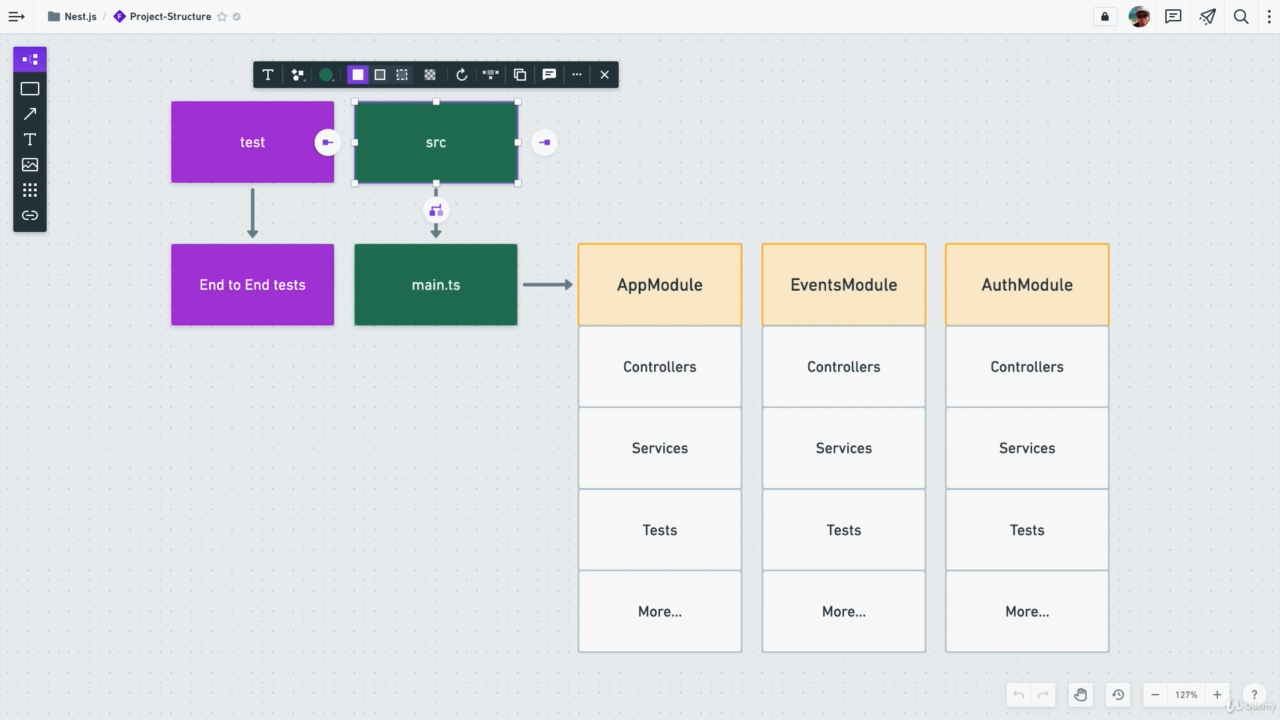 Nest.js / Project-Structure
T
T
test
src
End to End tests
main.ts
AppModule
EventsModule
AuthModule
Controllers
Controllers
Controllers
Services
Services
Services
Tests
Tests
Tests
More...
More...
More...
127%
?
udemy